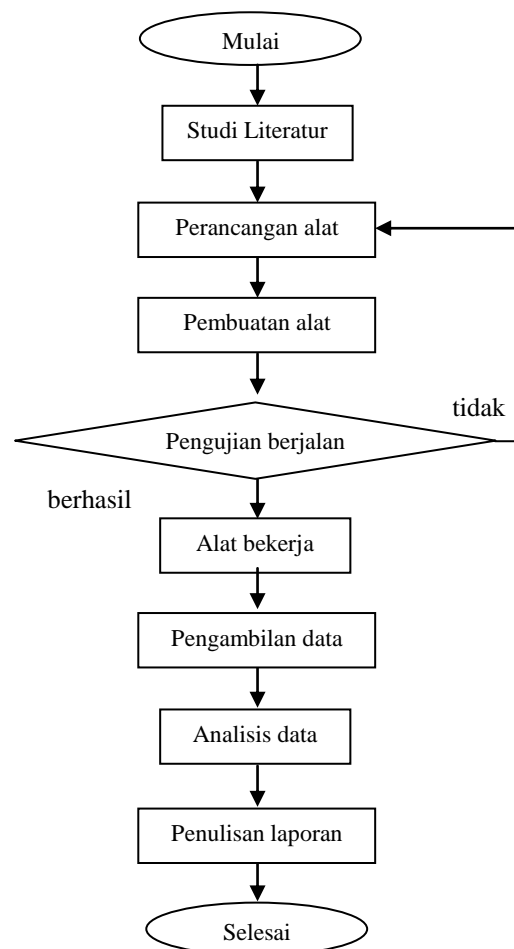 Mulai
Studi Literatur
Perancangan alat
Pembuatan alat
tidak
Pengujian berjalan
berhasil
Alat bekerja
Pengambilan data
Analisis data
Penulisan laporan
Selesai